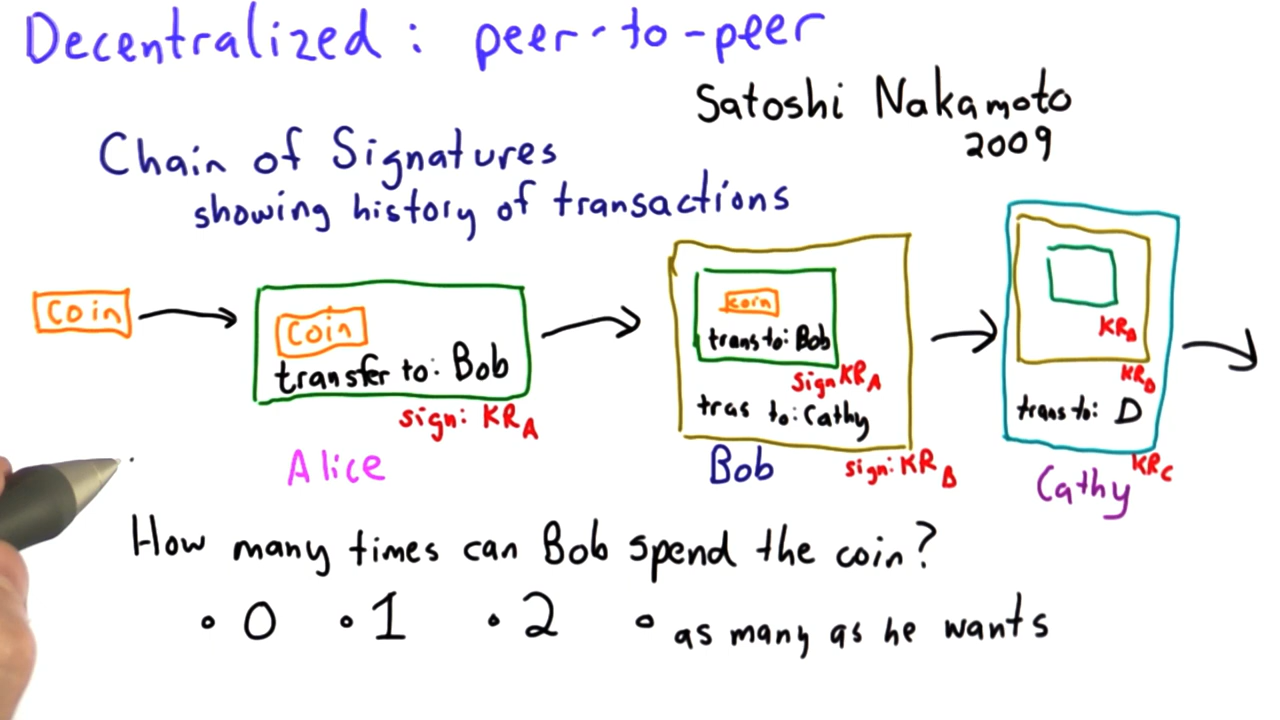 Decentralized: peer-to-peer
Satoshi Nakamoto
2009
Chain of Signatures
showing history of transactions
coin
coin
transfer to: Bob
sign: KRA
Alice
coin
trans to: Bob
sign KRA
tras to: Cathy
sign: KRB
Bob
KRA
KRB
trans to: D
KRC
Cathy
How many times can Bob spend the coin?
• 0 • 1 • 2 • as many as he wants